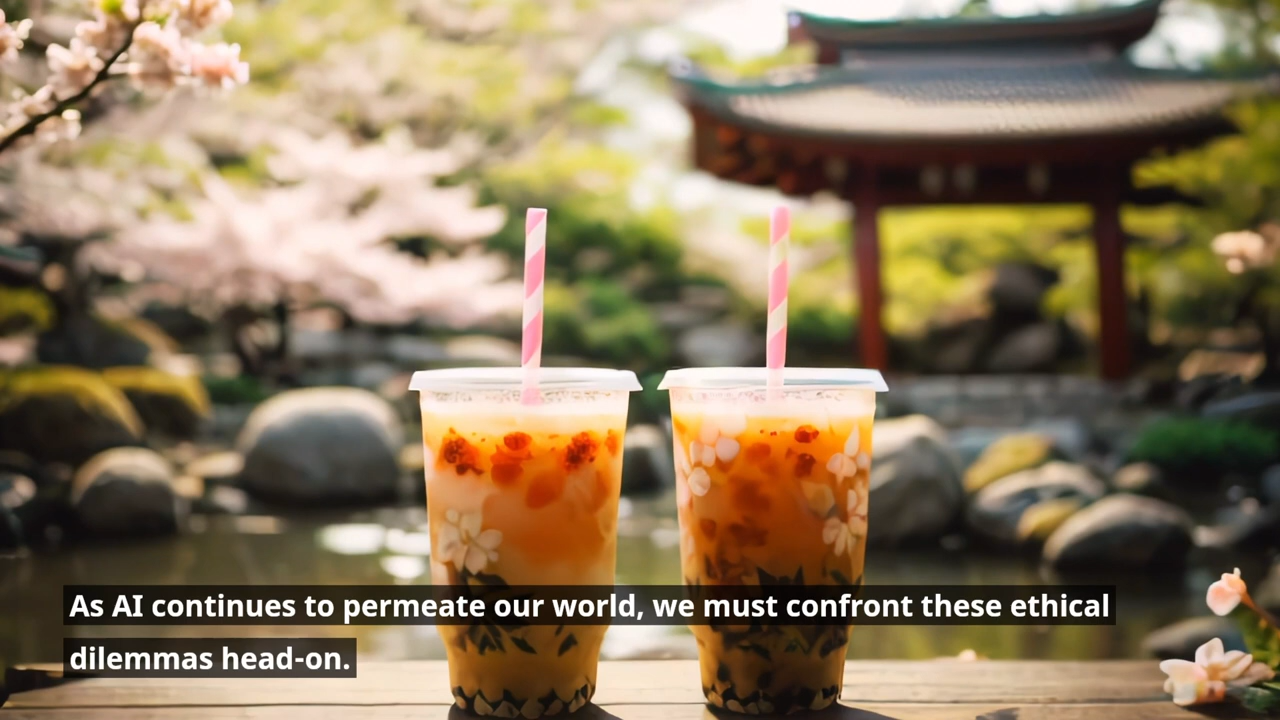 As AI continues to permeate our world, we must confront these ethical
dilemmas head-on.